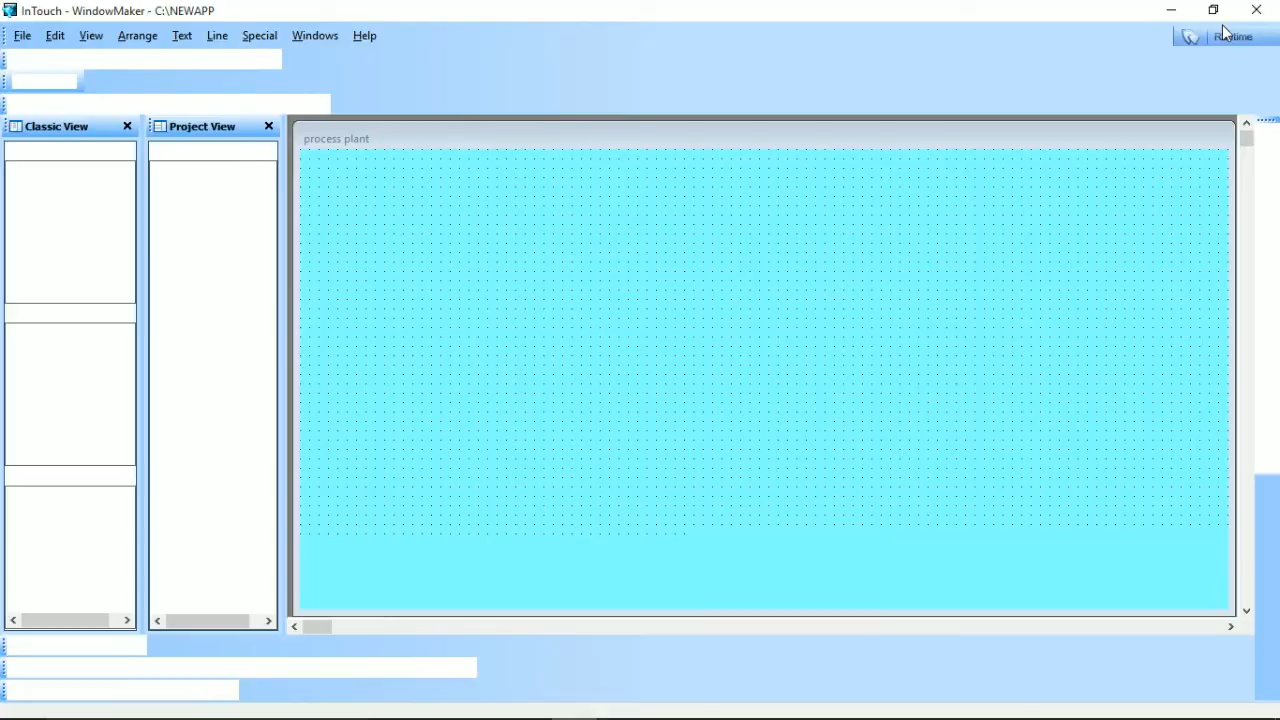 InTouch - WindowMaker - C:\NEWAPP
File Edit View Arrange Text Line Special Windows Help
Classic View Project View
process plant